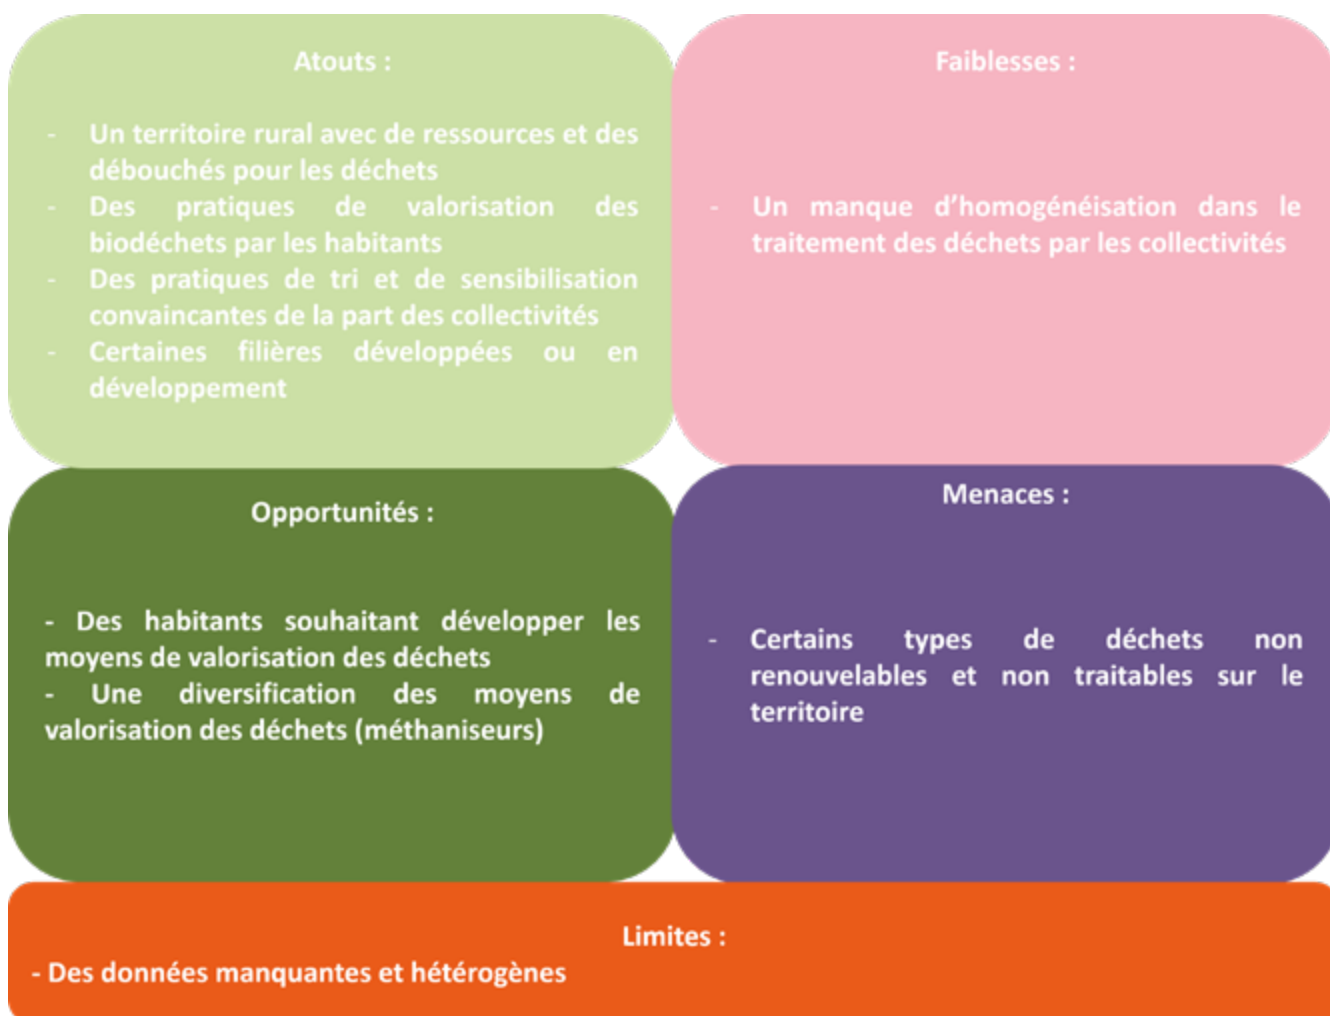 Atouts :
- Un territoire rural avec de ressources et des
débouchés pour les déchets
- Des pratiques de valorisation des
biodéchets par les habitants
- Des pratiques de tri et de sensibilisation
convaincantes de la part des collectivités
- Certaines filières développées ou en
développement
Faiblesses :
- Un manque d’homogénéisation dans le
traitement des déchets par les collectivités
Opportunités :
- Des habitants souhaitant développer les
moyens de valorisation des déchets
- Une diversification des moyens de
valorisation des déchets (méthaniseurs)
Menaces :
- Certains types de déchets non
renouvelables et non traitables sur le
territoire
Limites :
- Des données manquantes et hétérogènes